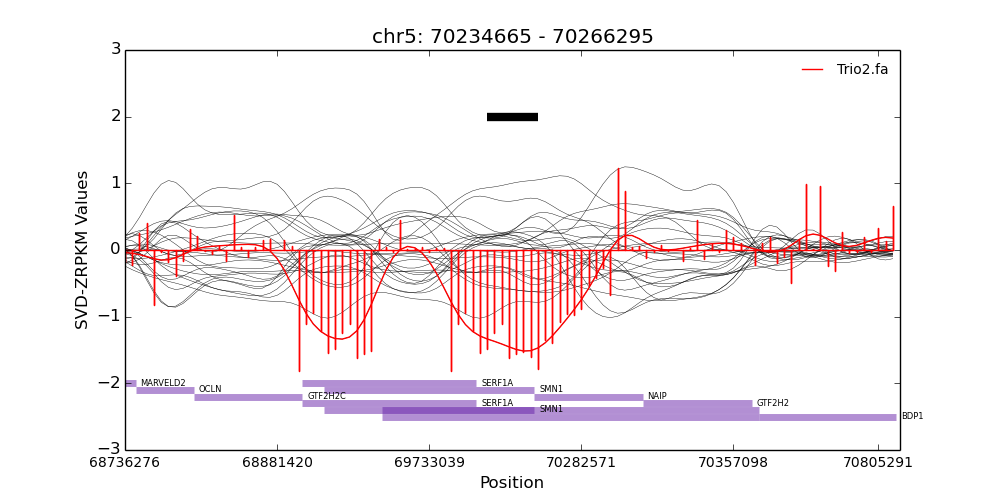 chr5: 70234665 - 70266295
3
Trio2.fa
2
1
0
−1
−2
−3
SVD-ZRPKM Values
MARVELD2
SERF1A
OCLN
SMN1
GTF2H2C
NAIP
SERF1A
GTF2H2
SMN1
BDP1
68736276 68881420 69733039 70282571 70357098 70805291
Position